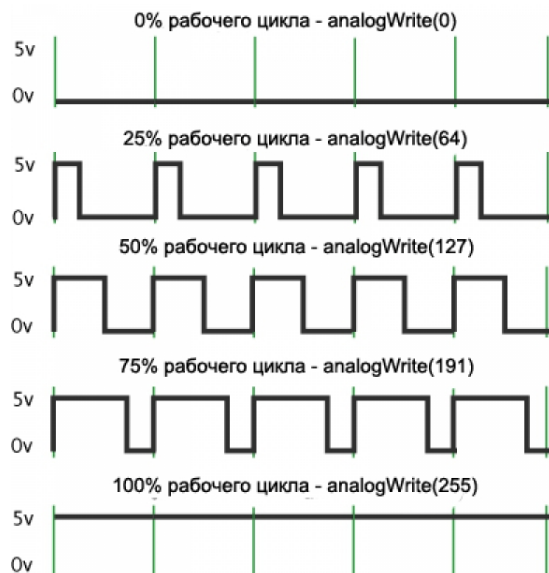 0% рабочего цикла - analogWrite(0)
5v
0v
25% рабочего цикла - analogWrite(64)
5v
0v
50% рабочего цикла - analogWrite(127)
5v
0v
75% рабочего цикла - analogWrite(191)
5v
0v
100% рабочего цикла - analogWrite(255)
5v
0v